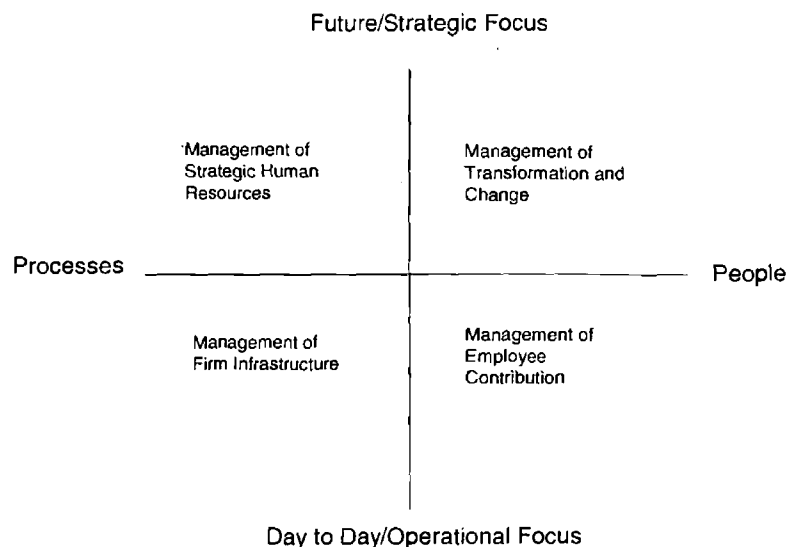 Future/Strategic Focus
Management of
Strategic Human
Resources
Management of
Transformation and
Change
Processes
People
Management of
Firm Infrastructure
Management of
Employee
Contribution
Day to Day/Operational Focus